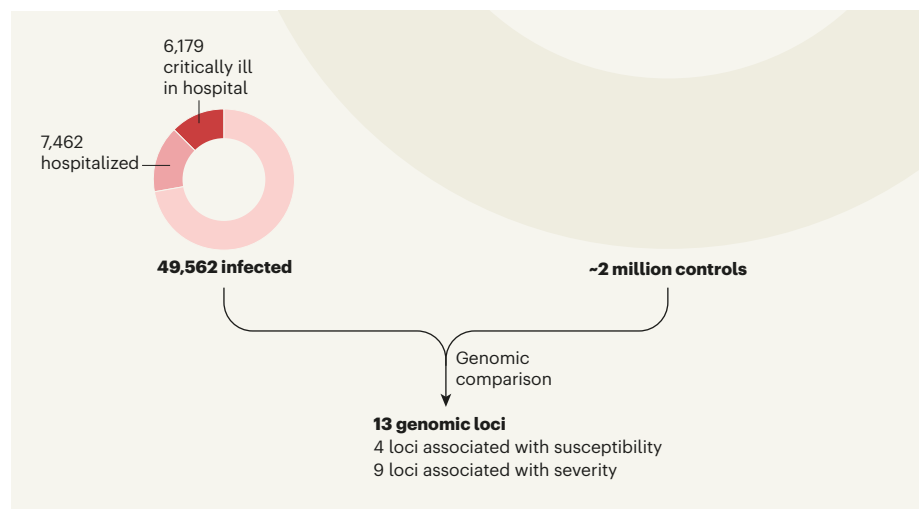 6,179
critically ill
in hospital
7,462
hospitalized
49,562 infected
~2 million controls
Genomic
comparison
13 genomic loci
4 loci associated with susceptibility
9 loci associated with severity